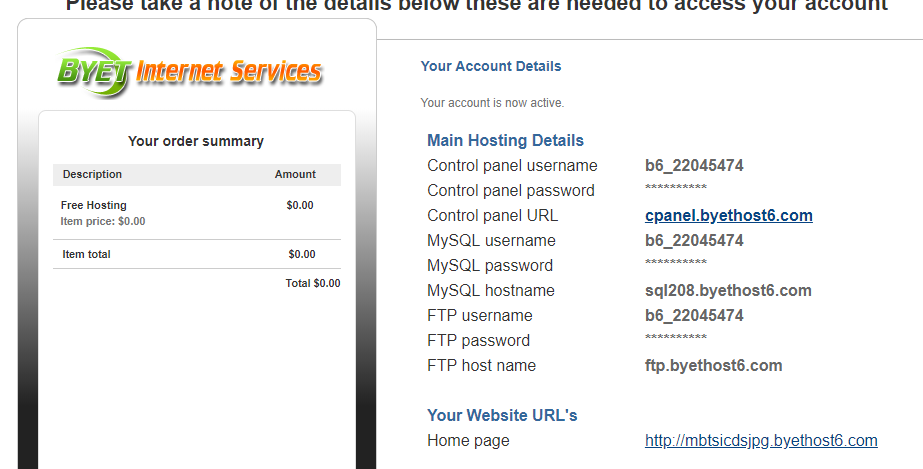 Please take a note of the details below these are needed to access your account
BYET Internet Services
Your order summary
Description Amount
Free Hosting $0.00
Item price: $0.00
Item total $0.00
Total $0.00
Your Account Details
Your account is now active.
Main Hosting Details
Control panel username b6_22045474
Control panel password **********
Control panel URL cpanel.byethost6.com
MySQL username b6_22045474
MySQL password **********
MySQL hostname sql208.byethost6.com
FTP username b6_22045474
FTP password **********
FTP host name ftp.byethost6.com
Your Website URL's
Home page http://mbtsicdsjpg.byethost6.com